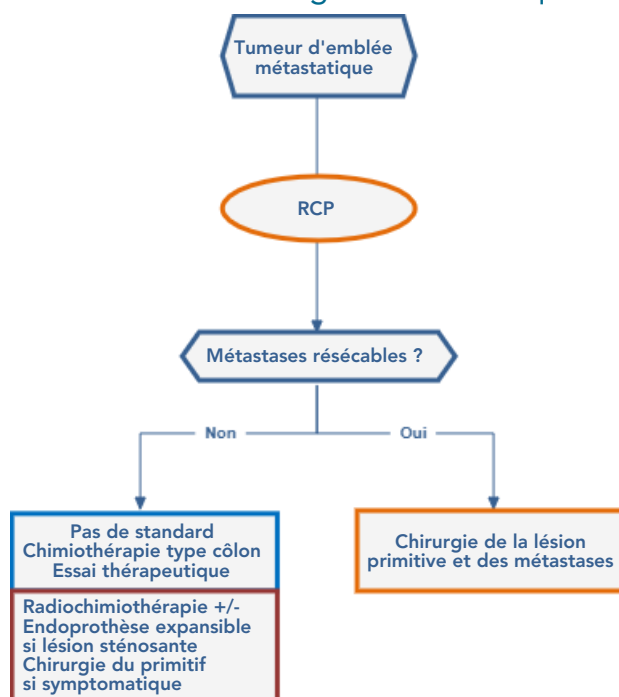 Tumeur d'emblée
métastatique
RCP
Métastases résécables ?
Non
Oui
Pas de standard
Chimiothérapie type côlon
Essai thérapeutique
Chirurgie de la lésion
primitive et des métastases
Radiochimiothérapie +/-
Endoprothèse expansible
si lésion sténosante
Chirurgie du primitif
si symptomatique